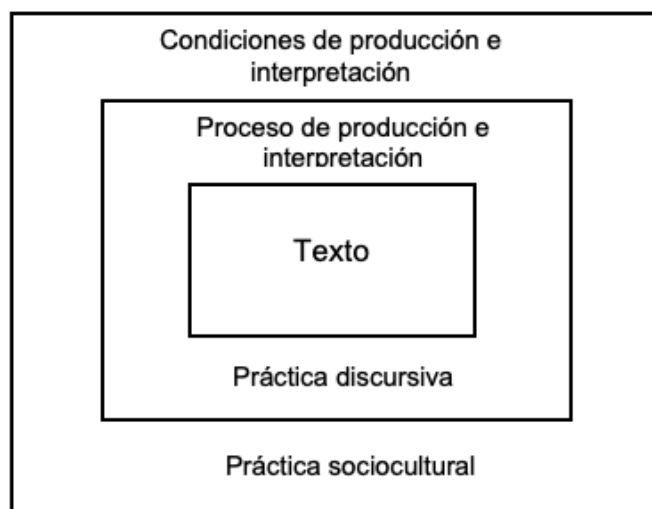 Condiciones de producción e
interpretación
Proceso de producción e
interpretación
Texto
Práctica discursiva
Práctica sociocultural